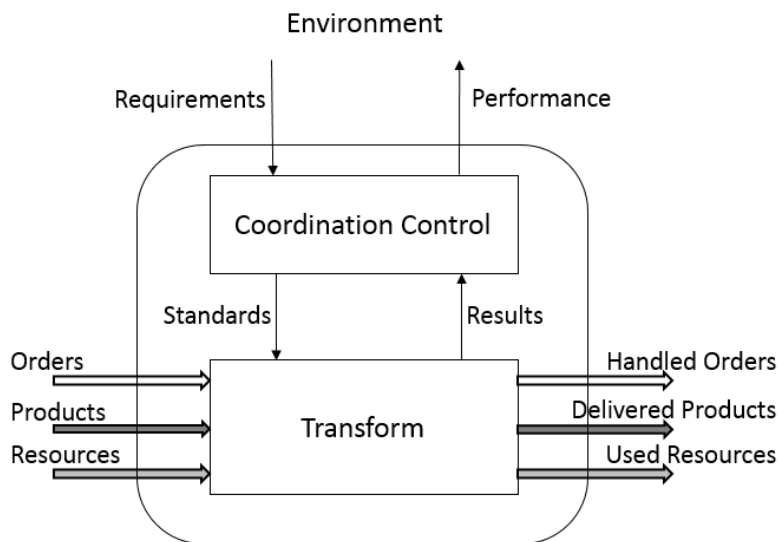 Environment
Requirements
Performance
Coordination Control
Standards
Results
Orders
Handled Orders
Products
Delivered Products
Transform
Resources
Used Resources